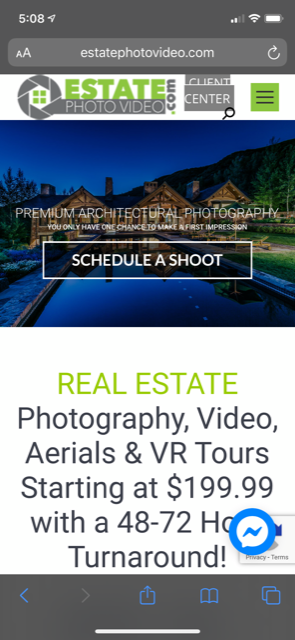 5:08
AA
estatephotovideo.com
ESTATE
PHOTO VIDEO
.com
CLIENT
CENTER
PREMIUM ARCHITECTURAL PHOTOGRAPHY
YOU ONLY HAVE ONE CHANCE TO MAKE A FIRST IMPRESSION
SCHEDULE A SHOOT
REAL ESTATE
Photography, Video,
Aerials & VR Tours
Starting at $199.99
with a 48-72
Turnaround!
Privacy - Terms